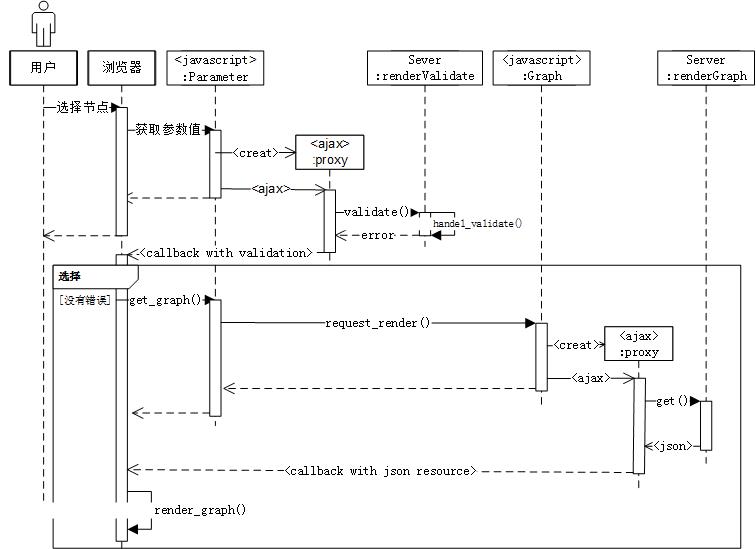 用户
浏览器
<javascript>
:Parameter
Sever
:renderValidate
<javascript>
:Graph
Server
:renderGraph
选择节点
获取参数值
<creat>
<ajax>
:proxy
<ajax>
validate()
handel_validate()
error
<callback with validation>
选择
[没有错误]
get_graph()
request_render()
<creat>
<ajax>
:proxy
<ajax>
get()
<json>
<callback with json resource>
render_graph()